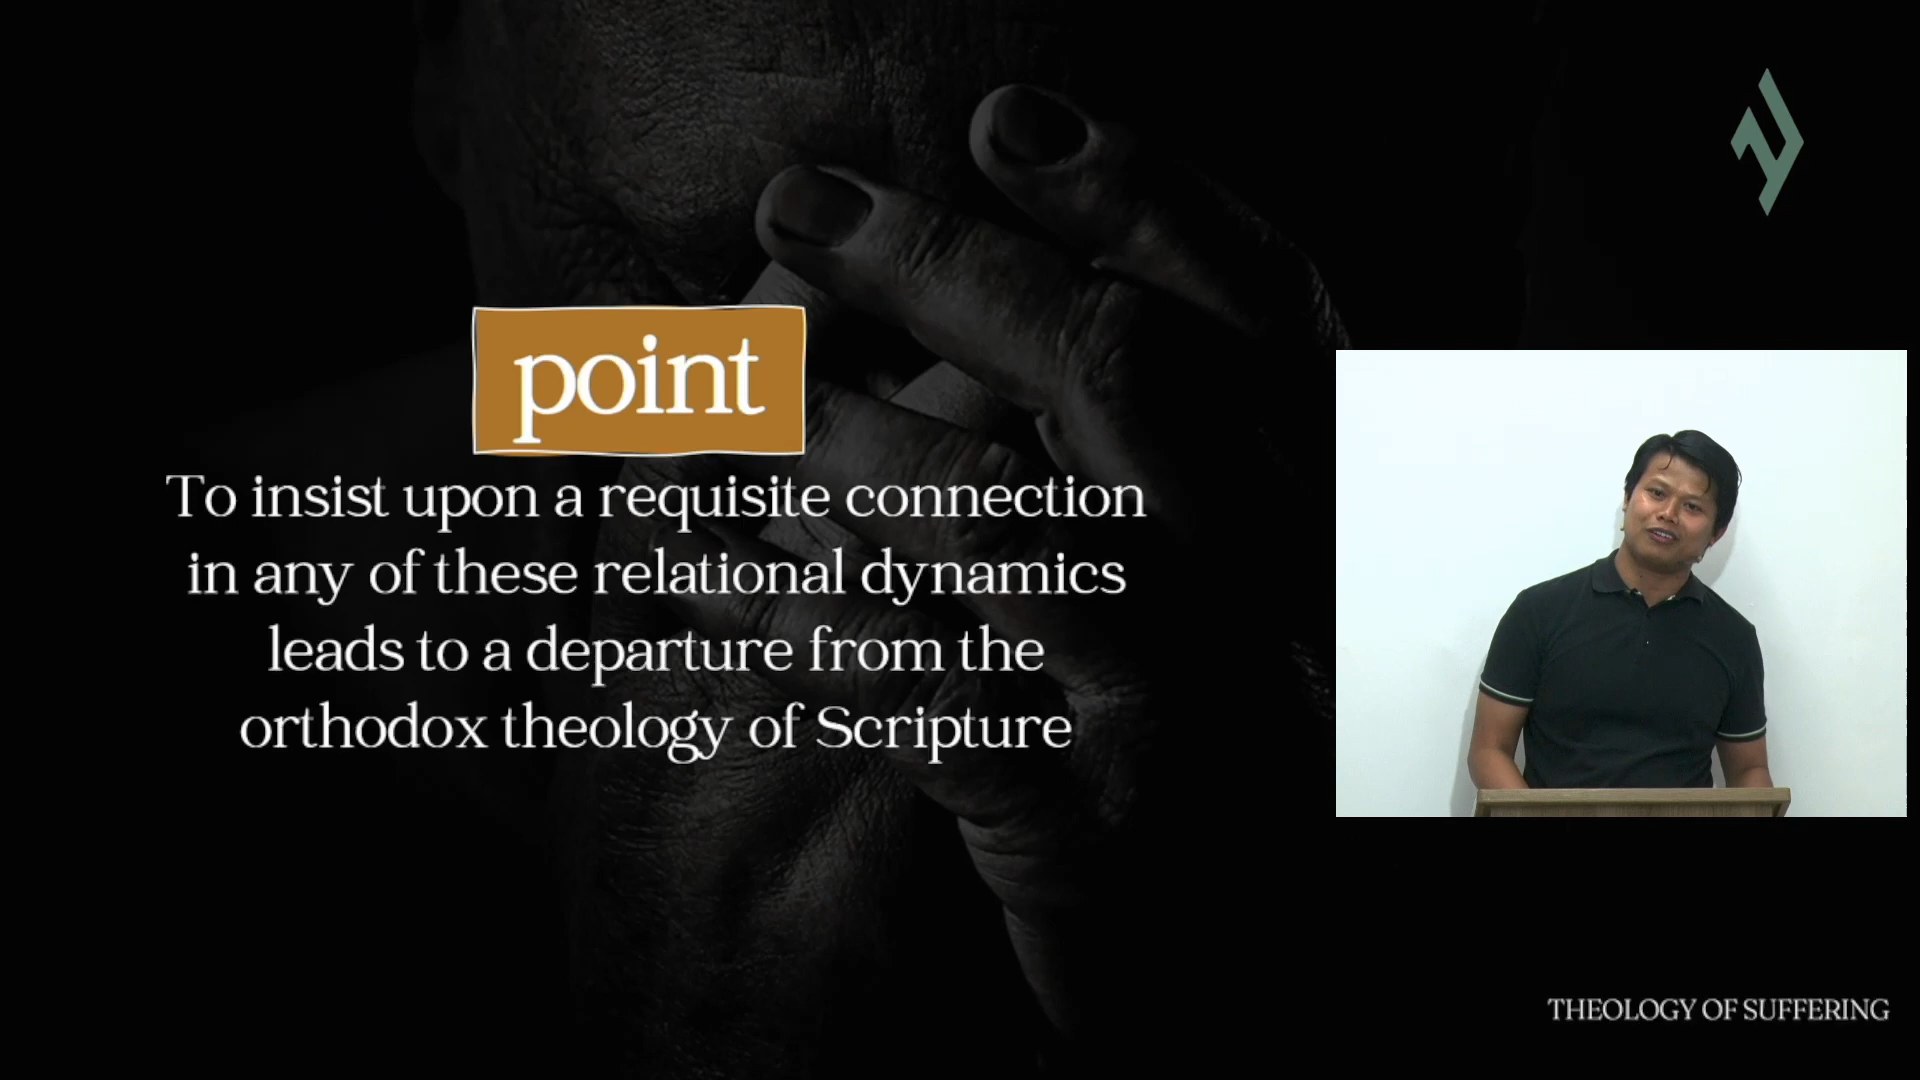 point
To insist upon a requisite connection
in any of these relational dynamics
leads to a departure from the
orthodox theology of Scripture
THEOLOGY OF SUFFERING